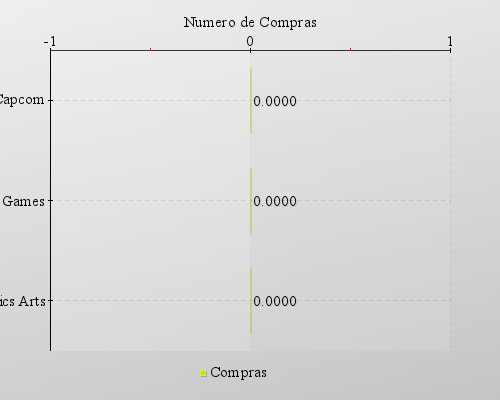 Numero de Compras
-1 0 1
Capcom 0.0000
Games 0.0000
ics Arts 0.0000
Compras